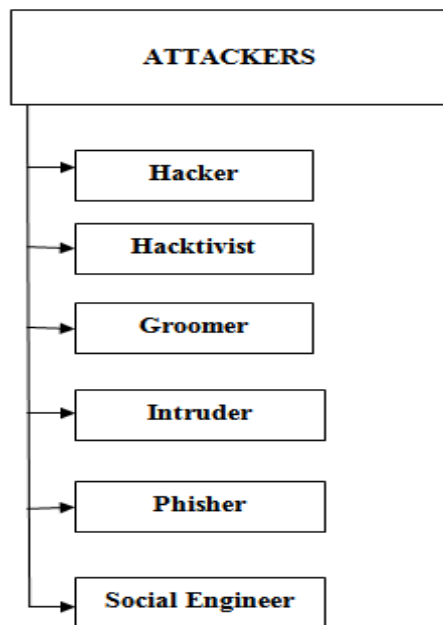 ATTACKERS
Hacker
Hacktivist
Groomer
Intruder
Phisher
Social Engineer